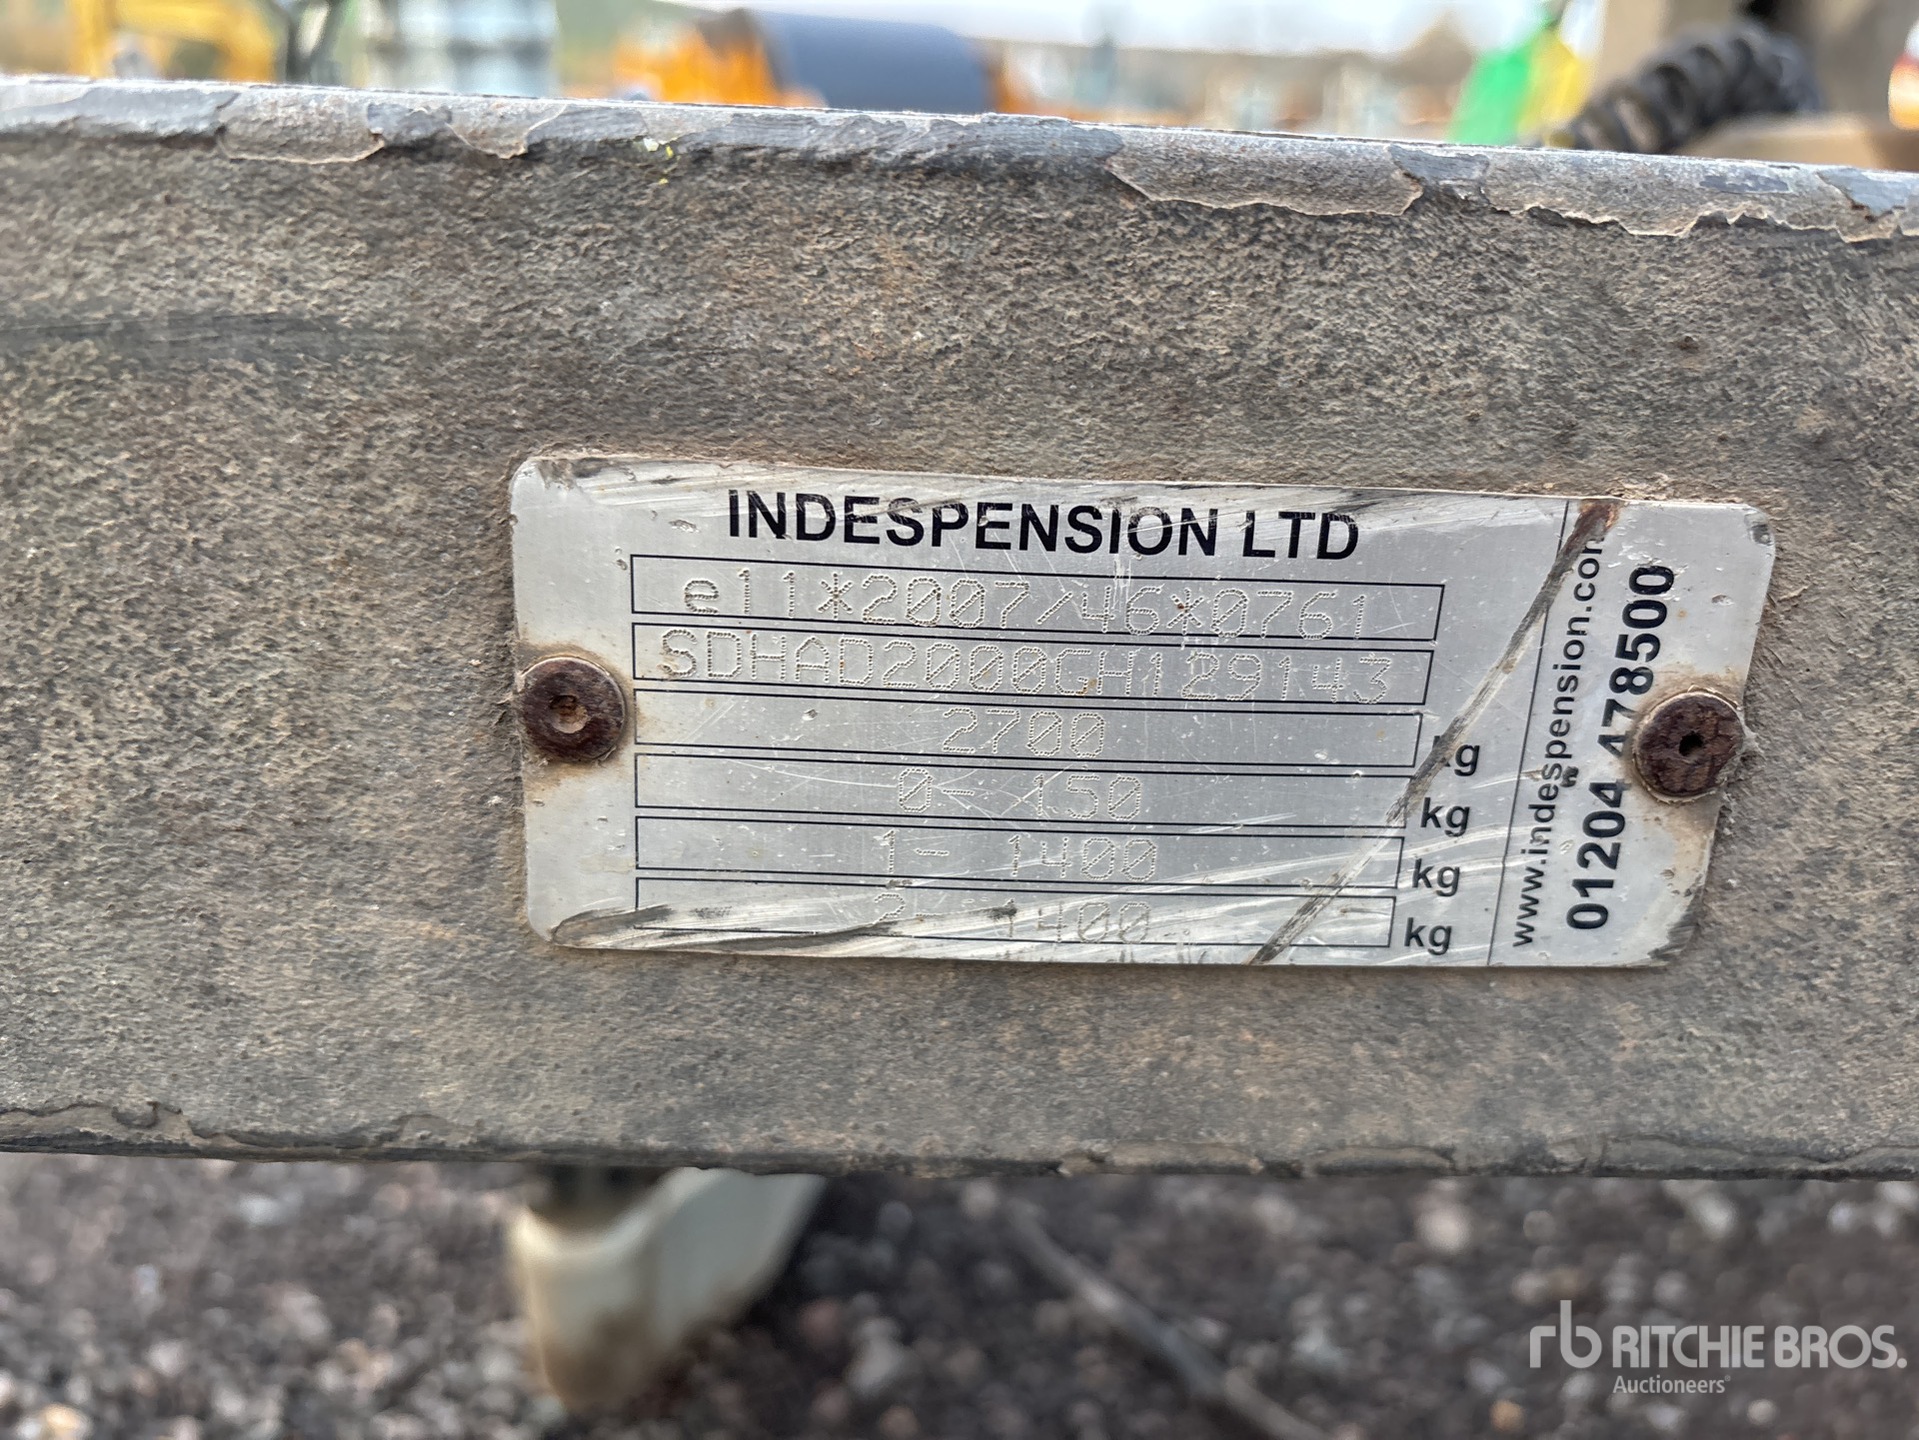 INDESPENSION LTD
e11*2007/46*0761
SDHAD2000GH129143
2700 kg
0- 150 kg
1- 1400 kg
2- 1400 kg
www.indespension.com
01204 478500
rb RITCHIE BROS.
Auctioneers